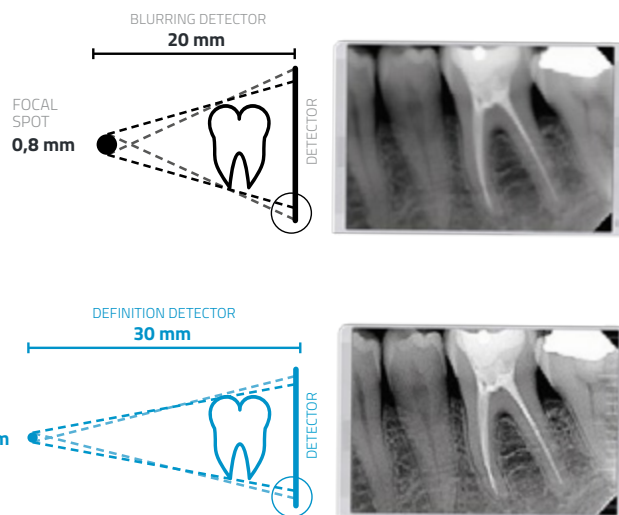 BLURRING DETECTOR
20 mm
FOCAL
SPOT
0,8 mm
DETECTOR
DEFINITION DETECTOR
30 mm
DETECTOR